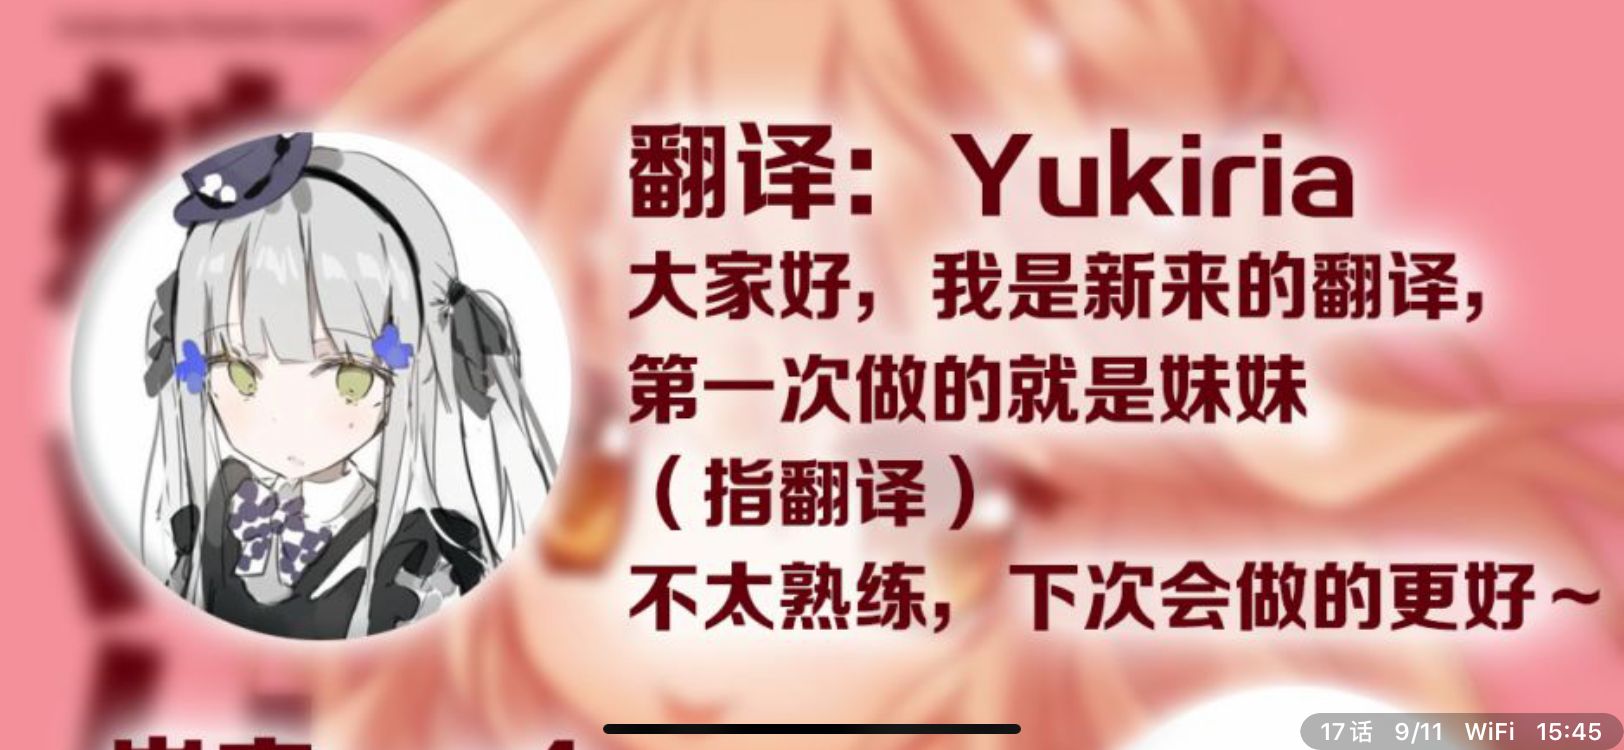 翻译：Yukiria
大家好，我是新来的翻译，
第一次做的就是妹妹
（指翻译）
不太熟练，下次会做的更好～
17话 9/11 WiFi 15:45